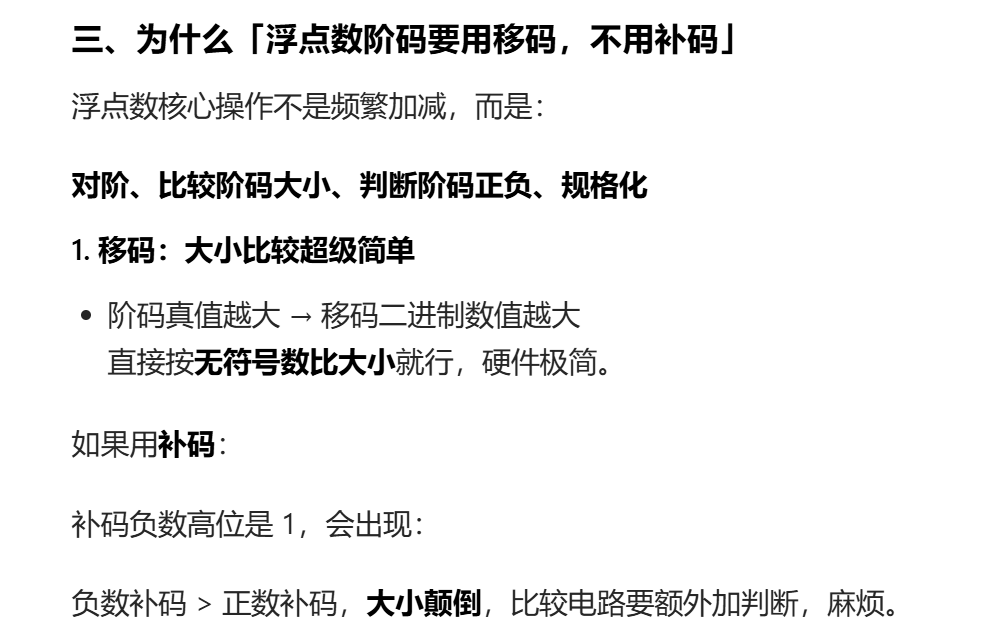 三、为什么「浮点数阶码要用移码，不用补码」
浮点数核心操作不是频繁加减，而是：
对阶、比较阶码大小、判断阶码正负、规格化
1. 移码：大小比较超级简单
• 阶码真值越大 → 移码二进制数值越大
直接按无符号数比大小就行，硬件极简。
如果用补码：
补码负数高位是 1，会出现：
负数补码 > 正数补码，大小颠倒，比较电路要额外加判断，麻烦。